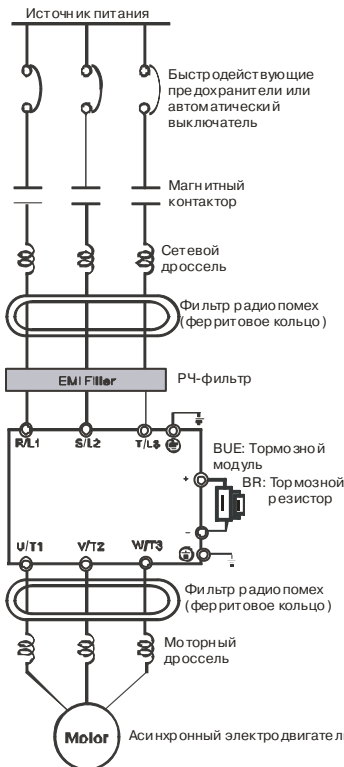 Источник питания
Быстродействующие
предохранители или
автоматический
выключатель
Магнитный
контактор
Сетевой
дроссель
Фильтр радиопомех
(ферритовое кольцо)
EMI Filler
РЧ-фильтр
R/L1 S/L2 T/L3
BUE: Тормозной
модуль
+
BR: Тормозной
резистор
-
U/T1 V/T2 W/T3
Фильтр радиопомех
(ферритовое кольцо)
Моторный
дроссель
Motor
Асинхронный электродвигатель